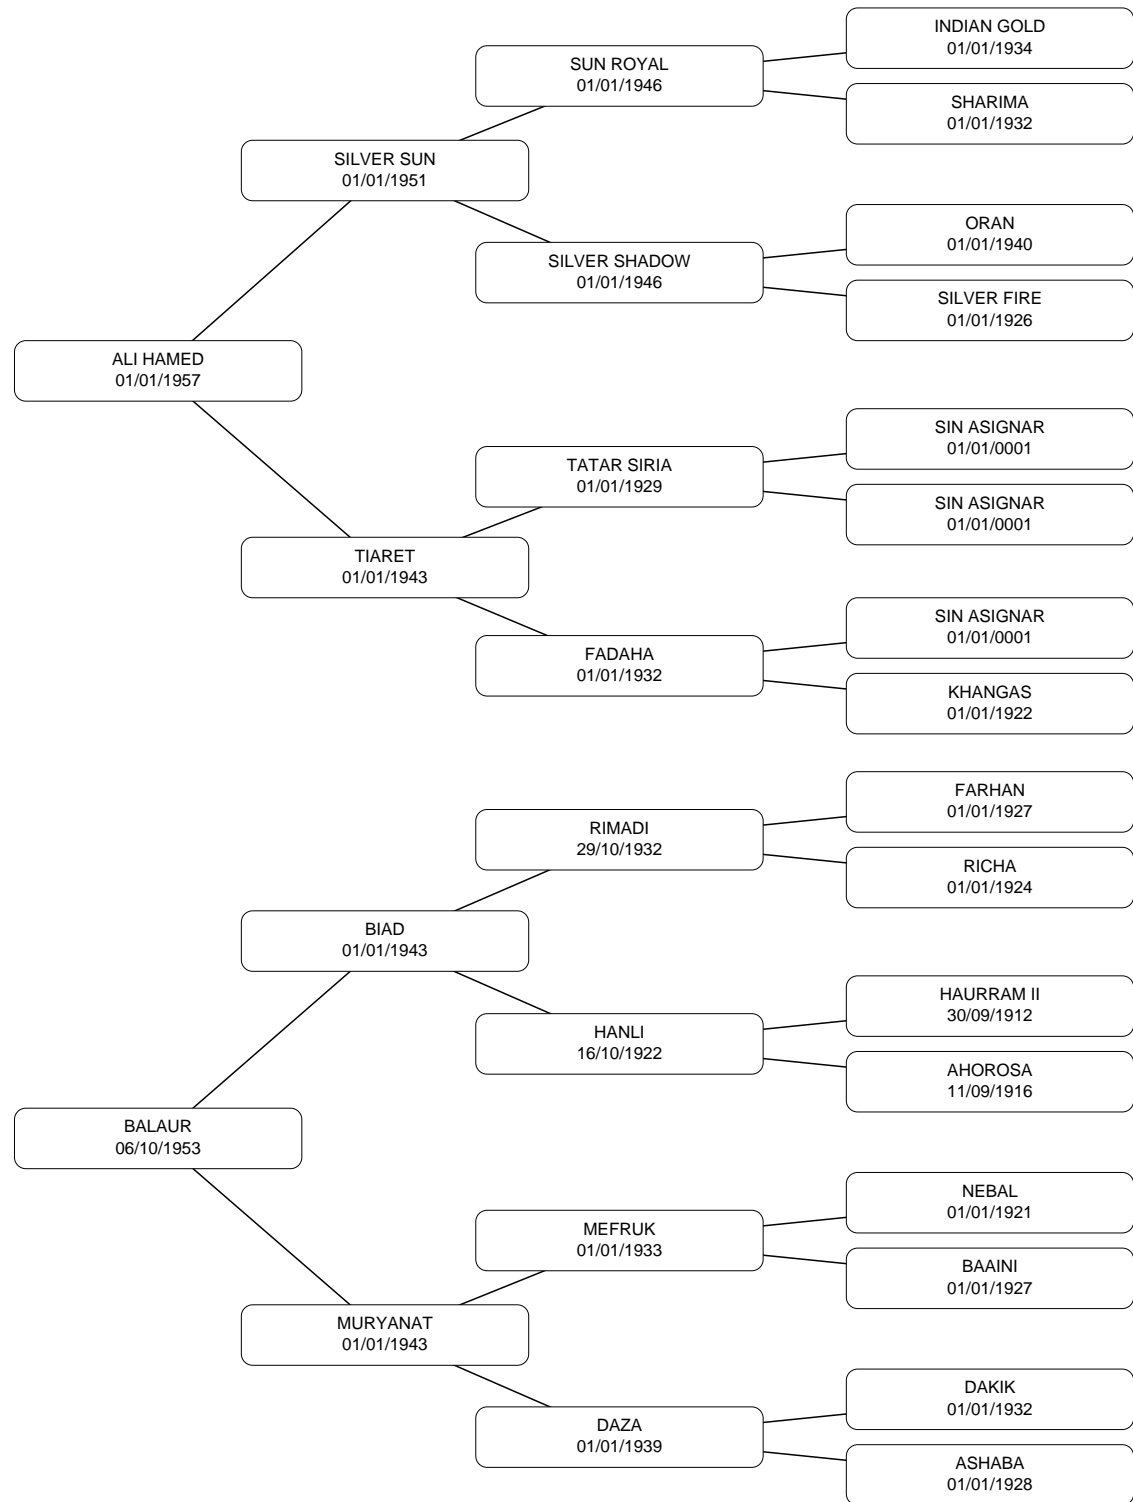 INDIAN GOLD
01/01/1934
SUN ROYAL
01/01/1946
SHARIMA
01/01/1932
SILVER SUN
01/01/1951
ORAN
01/01/1940
SILVER SHADOW
01/01/1946
SILVER FIRE
01/01/1926
ALI HAMED
01/01/1957
SIN ASIGNAR
01/01/0001
TATAR SIRIA
01/01/1929
SIN ASIGNAR
01/01/0001
TIARET
01/01/1943
SIN ASIGNAR
01/01/0001
FADAHA
01/01/1932
KHANGAS
01/01/1922
FARHAN
01/01/1927
RIMADI
29/10/1932
RICHA
01/01/1924
BIAD
01/01/1943
HAURRAM II
30/09/1912
HANLI
16/10/1922
AHOROSA
11/09/1916
BALAUR
06/10/1953
NEBAL
01/01/1921
MEFRUK
01/01/1933
BAAINI
01/01/1927
MURYANAT
01/01/1943
DAKIK
01/01/1932
DAZA
01/01/1939
ASHABA
01/01/1928